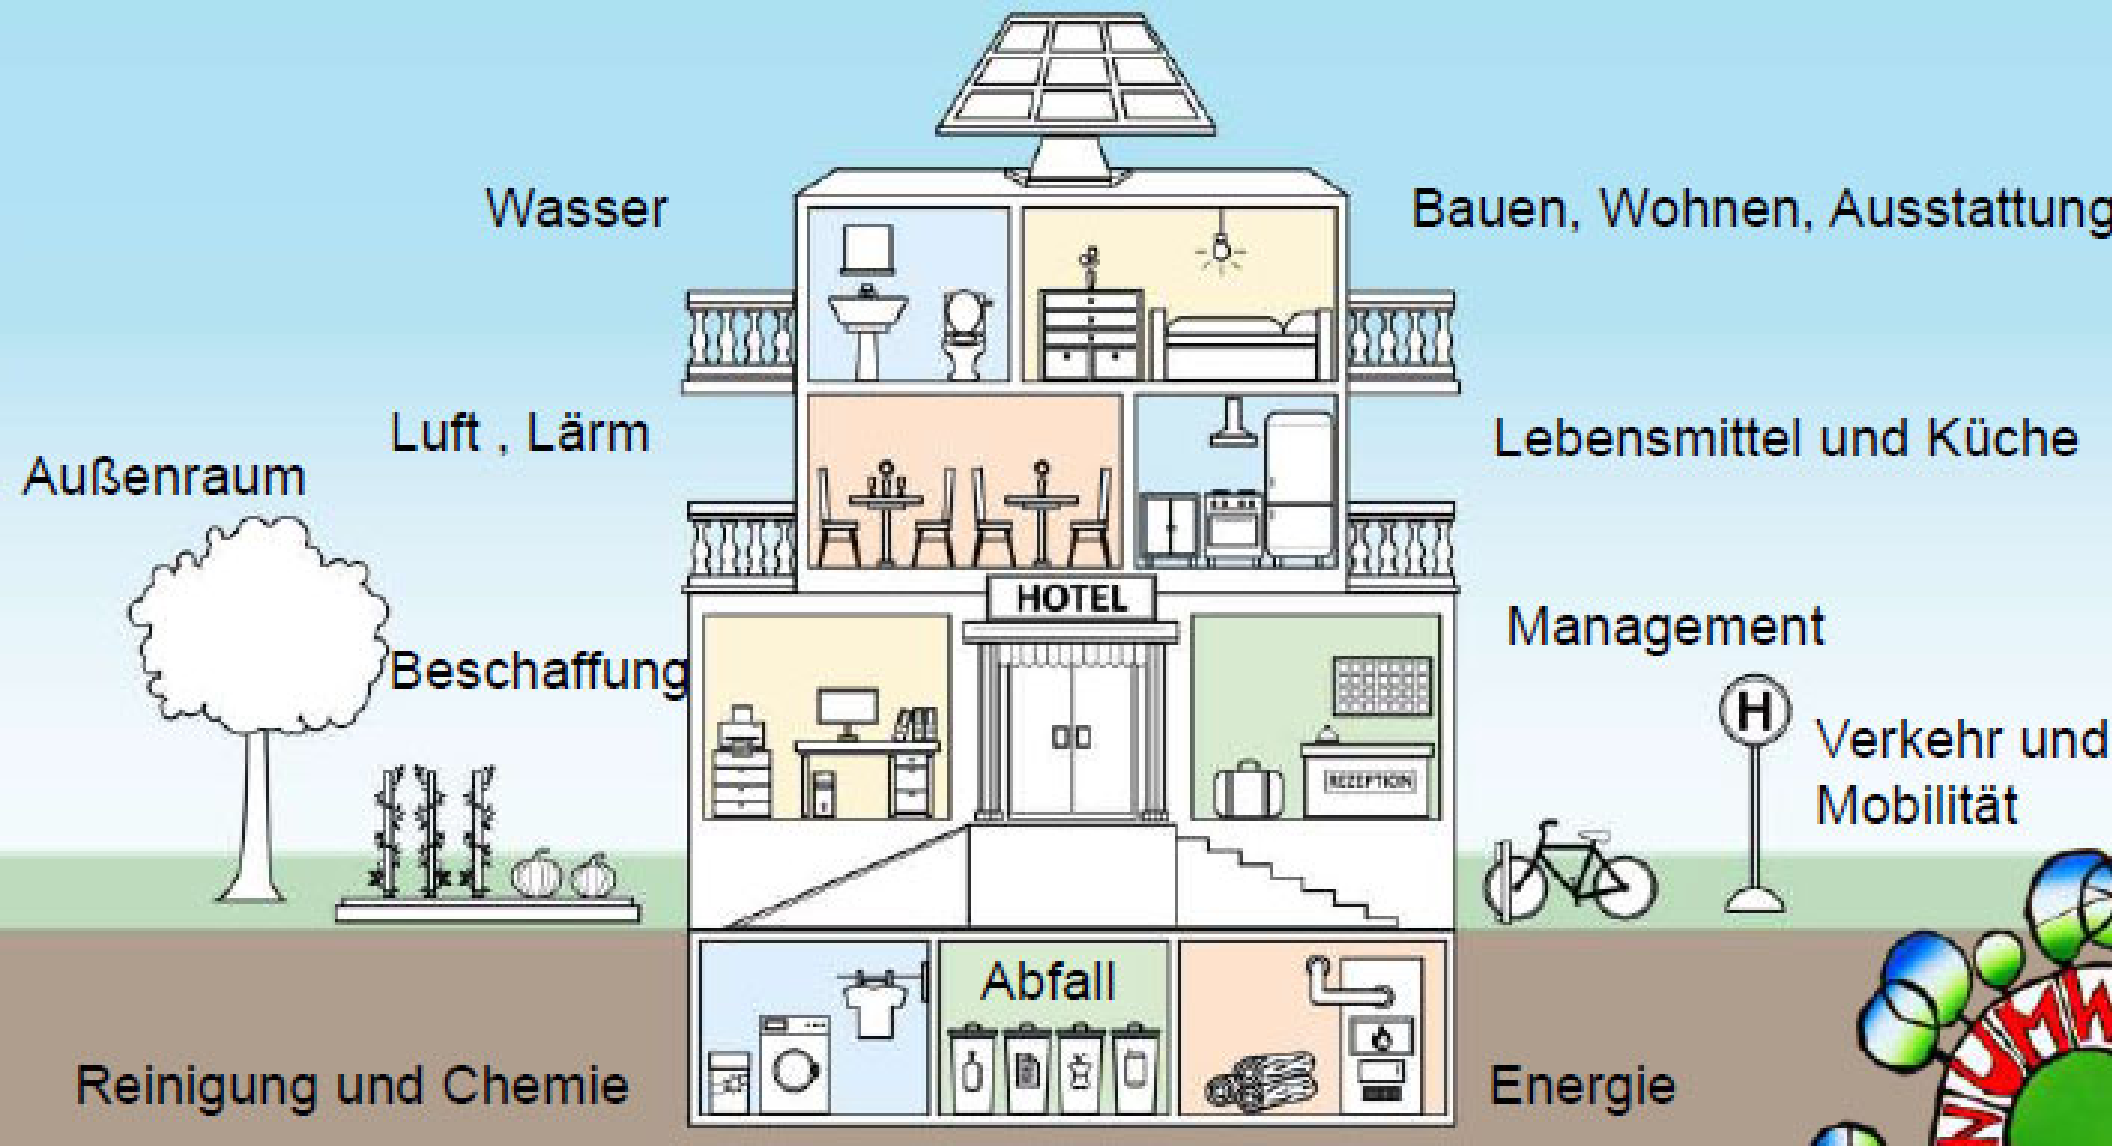 Wasser
Bauen, Wohnen, Ausstattung
Luft , Lärm
Lebensmittel und Küche
Außenraum
HOTEL
Management
Beschaffung
H
Verkehr und
Mobilität
REZEPTION
Abfall
Reinigung und Chemie
Energie